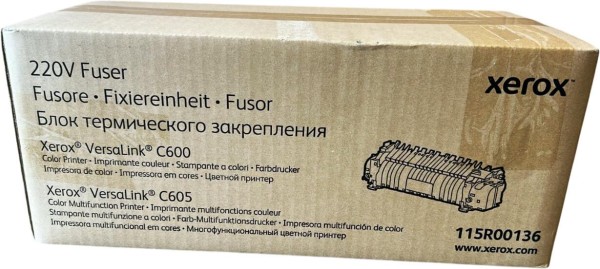 220V Fuser
Fusore • Fixiereinheit • Fusor
Блок термического закрепления
Xerox® VersaLink® C600
Color Printer • Imprimante couleur • Stampante a colori • Farbdrucker
Impresora de color • Impressora em cores • Цветной принтер
Xerox® VersaLink® C605
Color Multifunction Printer • Imprimante multifonctions couleur
Stampante multifunzione a colori • Farb-Multifunktionsdrucker • Impresora multifunción de color
Impressora multifuncional em cores • Многофункциональный цветной принтер
xerox™
115R00136
www.xerox.com